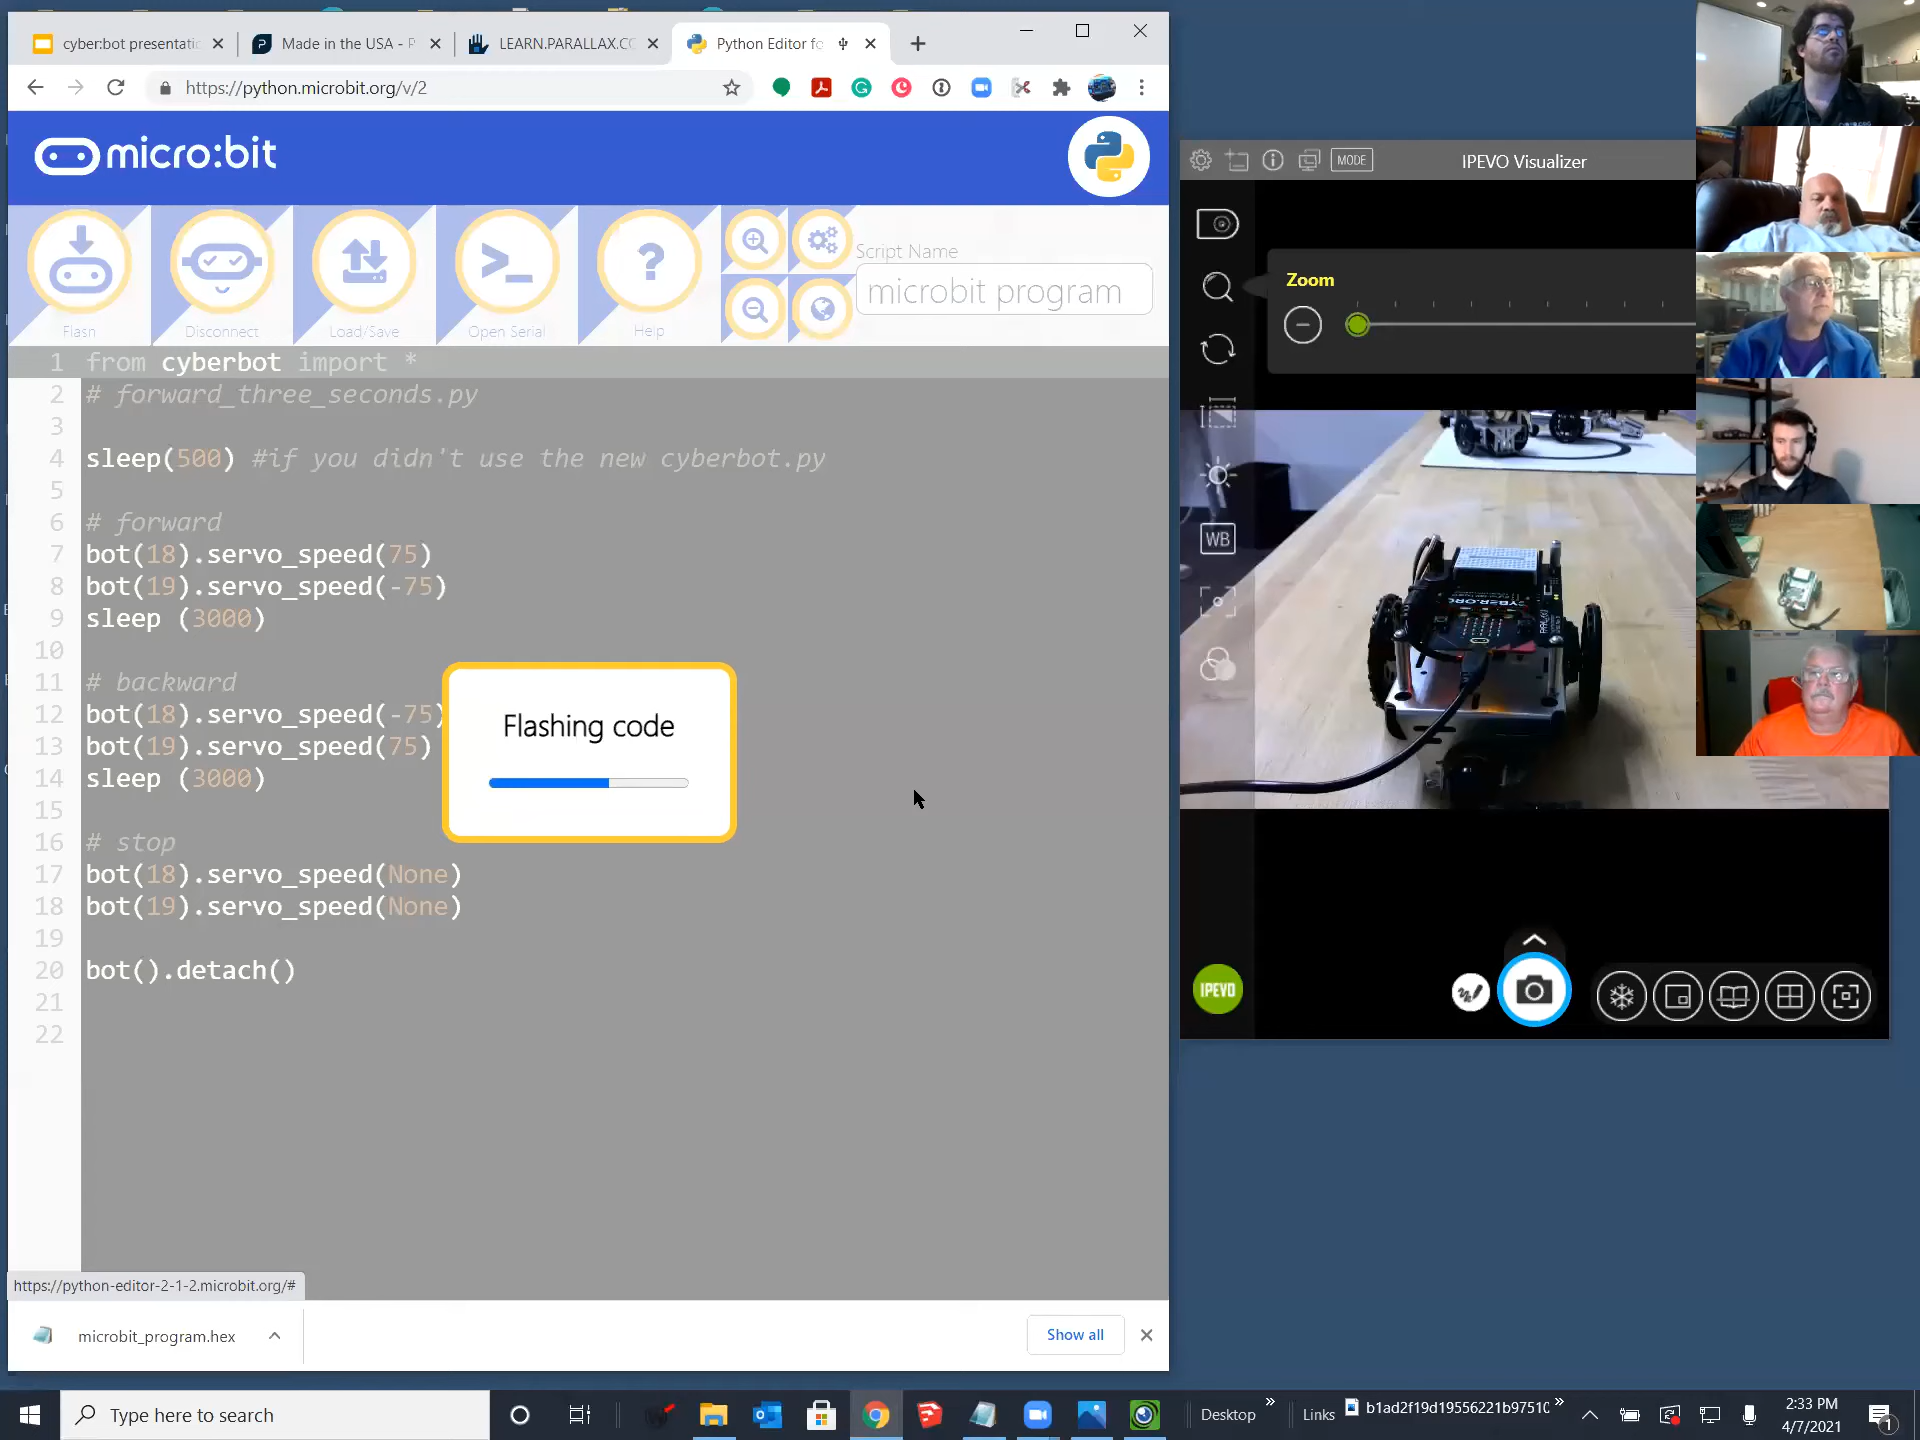 cyber:bot presentatic
Made in the USA - P
LEARN.PARALLAX.CC
Python Editor fo
https://python.microbit.org/v/2
micro:bit
Flash
Disconnect
Load/Save
Open Serial
Help
Script Name
microbit program
1 from cyberbot import *
2 # forward_three_seconds.py
3
4 sleep(500) #if you didn't use the new cyberbot.py
5
6 # forward
7 bot(18).servo_speed(75)
8 bot(19).servo_speed(-75)
9 sleep (3000)
10
11 # backward
12 bot(18).servo_speed(-75)
13 bot(19).servo_speed(75)
14 sleep (3000)
15
16 # stop
17 bot(18).servo_speed(None)
18 bot(19).servo_speed(None)
19
20 bot().detach()
21
22
Flashing code
https://python-editor-2-1-2.microbit.org/#
microbit_program.hex
Show all
MODE
IPEVO Visualizer
Zoom
WB
CYBER.ORG
IPEVO
Type here to search
Desktop
Links
b1ad2f19d19556221b9751(
2:33 PM
4/7/2021
1